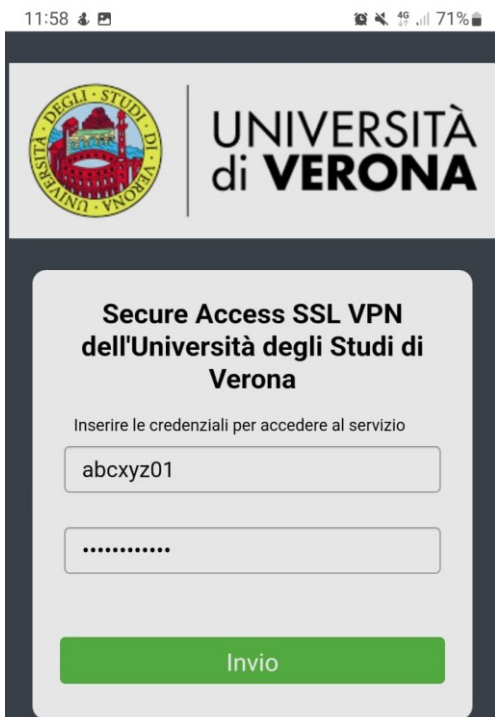 11:58 4G 71%
UNIVERSITÀ
di VERONA
Secure Access SSL VPN
dell'Università degli Studi di
Verona
Inserire le credenziali per accedere al servizio
abcxyz01
••••••••••••
Invio